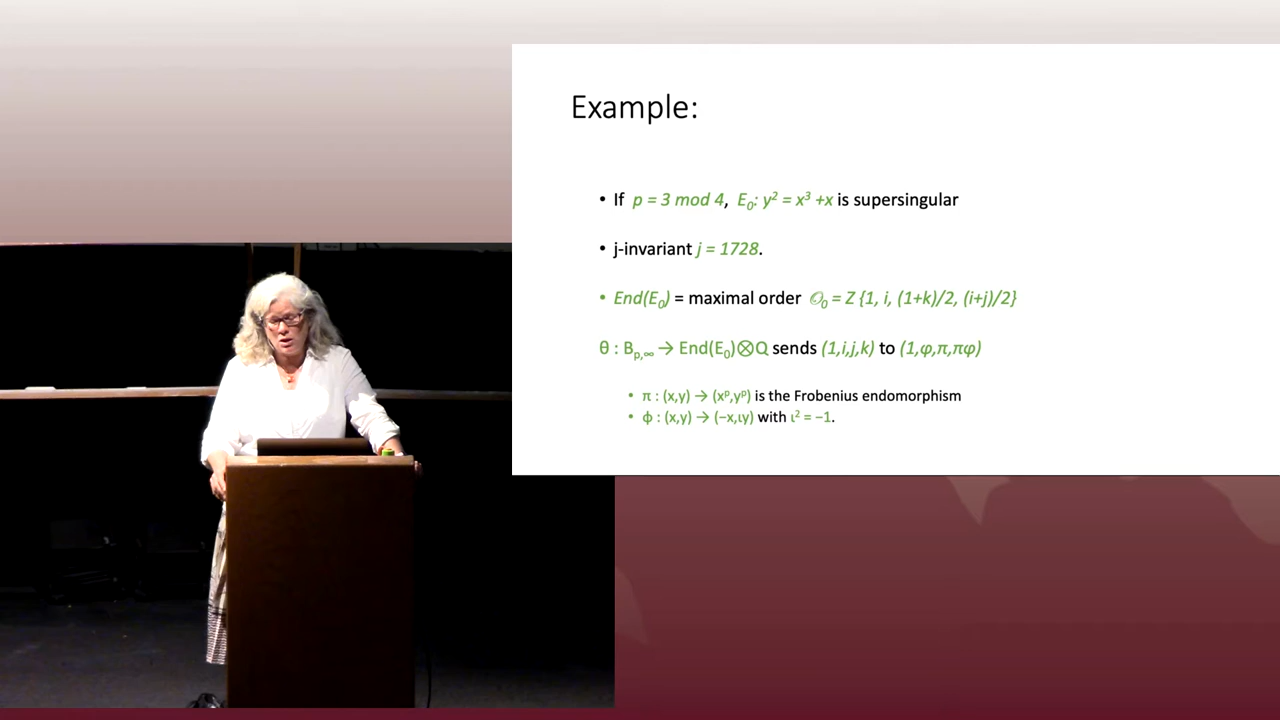 Example:
• If p = 3 mod 4, E₀: y² = x³ +x is supersingular
• j-invariant j = 1728.
• End(E₀) = maximal order 𝒪₀ = Z {1, i, (1+k)/2, (i+j)/2}
θ : Bₚ,∞ → End(E₀)⊗Q sends (1,i,j,k) to (1,φ,π,πφ)
• π : (x,y) → (xᵖ,yᵖ) is the Frobenius endomorphism
• ϕ : (x,y) → (−x,ιy) with ι² = −1.